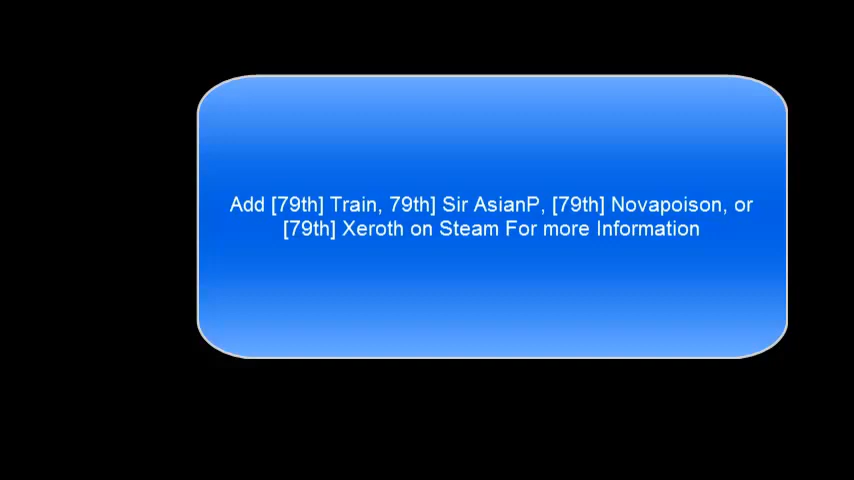 Add [79th] Train, 79th] Sir AsianP, [79th] Novapoison, or
[79th] Xeroth on Steam For more Information